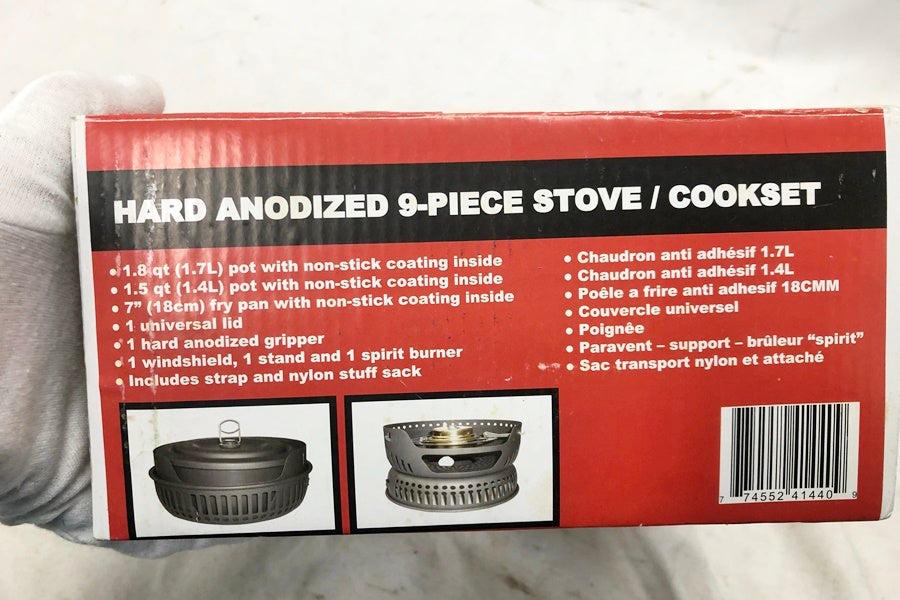 HARD ANODIZED 9-PIECE STOVE / COOKSET
• 1.8 qt (1.7L) pot with non-stick coating inside
• 1.5 qt (1.4L) pot with non-stick coating inside
• 7” (18cm) fry pan with non-stick coating inside
• 1 universal lid
• 1 hard anodized gripper
• 1 windshield, 1 stand and 1 spirit burner
• Includes strap and nylon stuff sack
• Chaudron anti adhésif 1.7L
• Chaudron anti adhésif 1.4L
• Poêle a frire anti adhesif 18CMM
• Couvercle universel
• Poignée
• Paravent – support – brûleur “spirit”
• Sac transport nylon et attaché
7 74552 41440 9